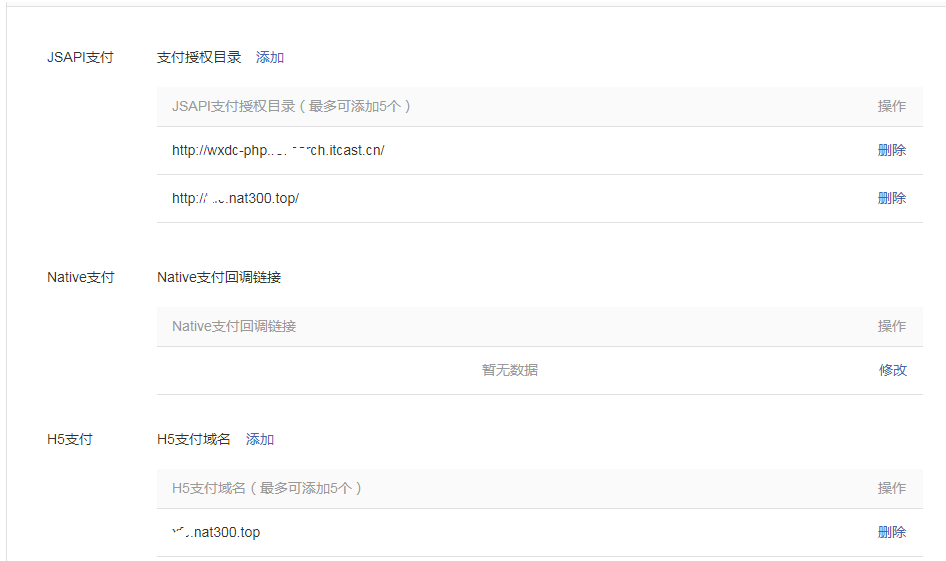 JSAPI支付 支付授权目录 添加
JSAPI支付授权目录（最多可添加5个） 操作
http://wxdc-php rch.itcast.cn/ 删除
http:// .nat300.top/ 删除
Native支付 Native支付回调链接
Native支付回调链接 操作
暂无数据 修改
H5支付 H5支付域名 添加
H5支付域名（最多可添加5个） 操作
.nat300.top 删除